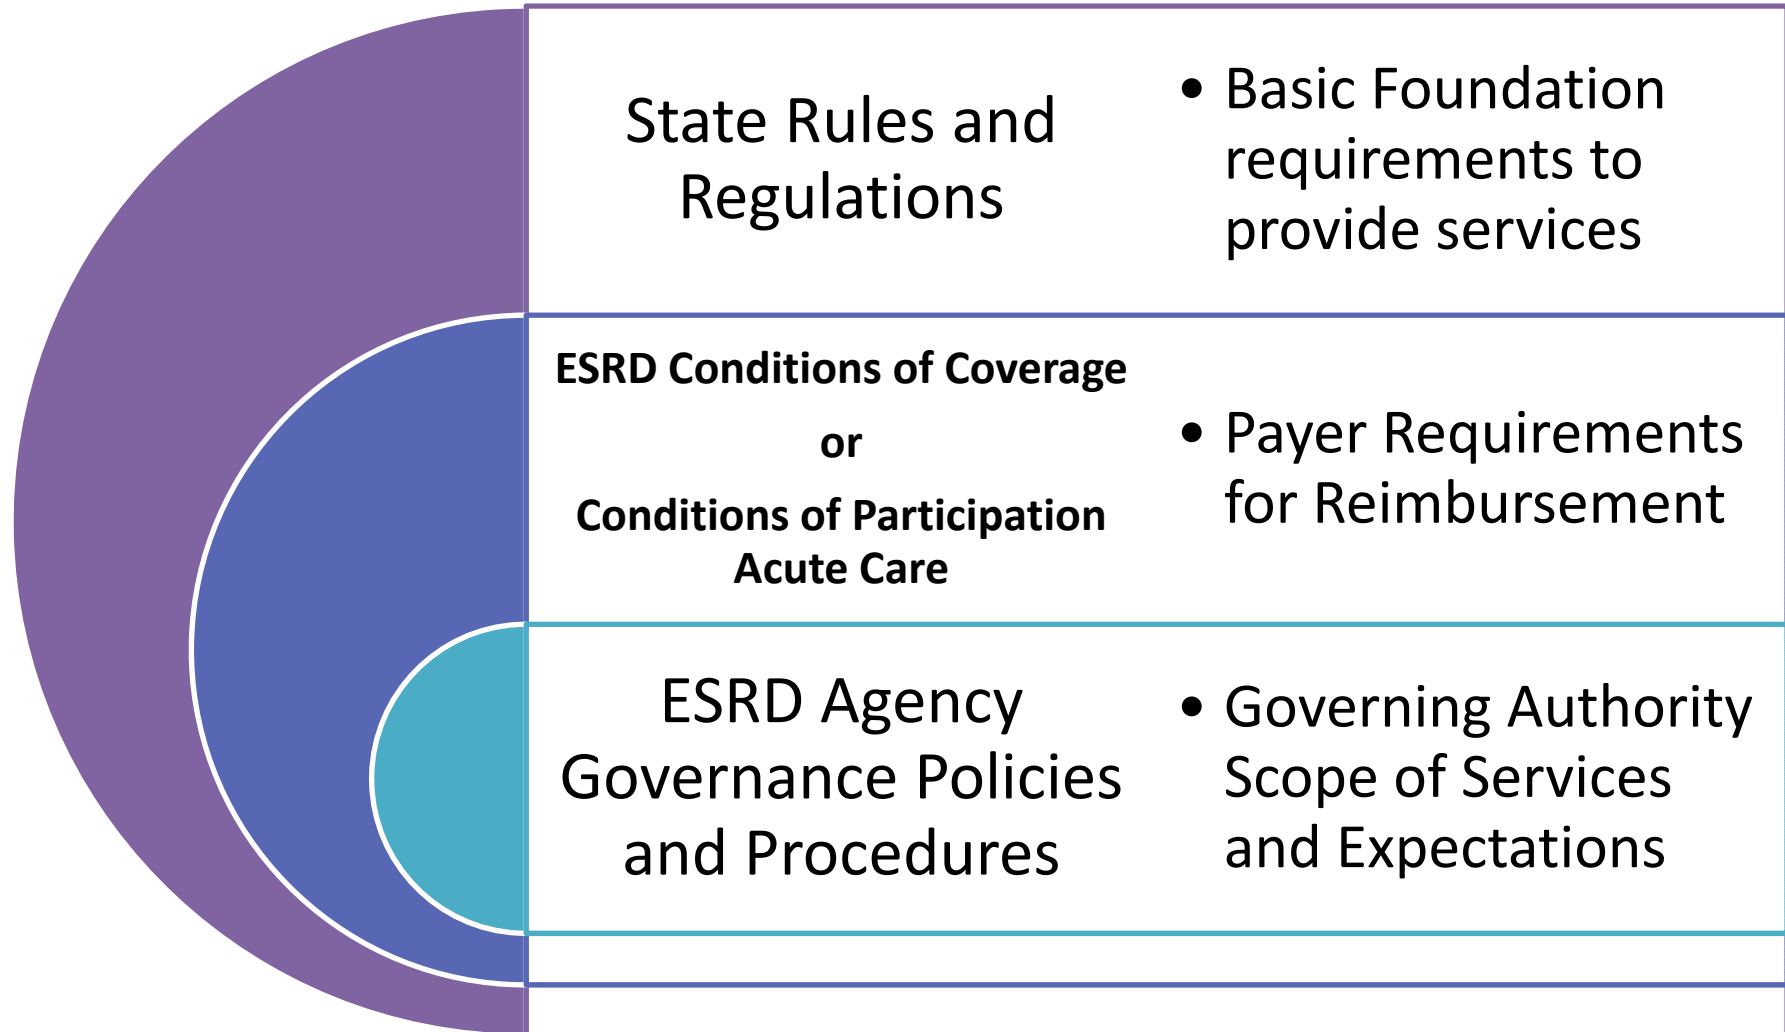 State Rules and
Regulations
• Basic Foundation
requirements to
provide services
ESRD Conditions of Coverage
or
Conditions of Participation
Acute Care
• Payer Requirements
for Reimbursement
ESRD Agency
Governance Policies
and Procedures
• Governing Authority
Scope of Services
and Expectations